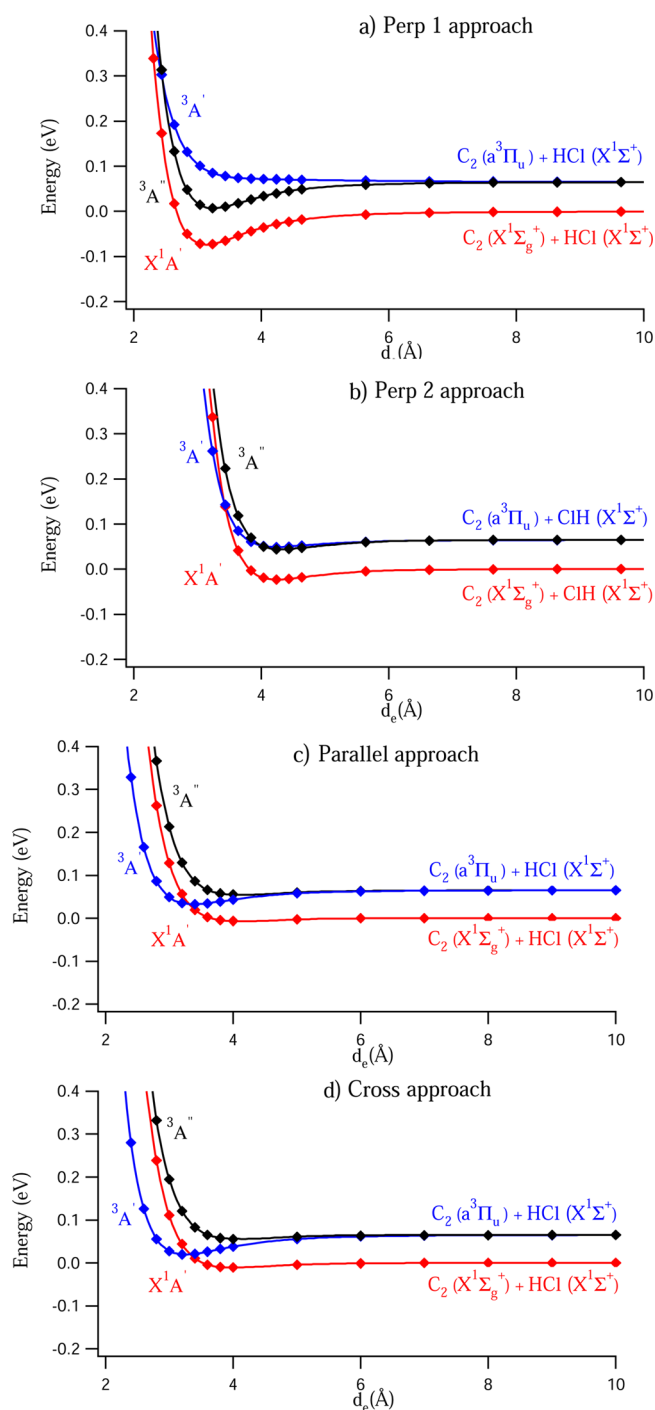 a) Perp 1 approach
Energy (eV)
0.4
0.3
0.2
0.1
0.0
-0.1
-0.2
³A'
³A"
X¹A'
C₂ (a³Πᵤ) + HCl (X¹Σ⁺)
C₂ (X¹Σg⁺) + HCl (X¹Σ⁺)
2 4 6 8 10
b) Perp 2 approach
Energy (eV)
0.4
0.3
0.2
0.1
0.0
-0.1
-0.2
³A'
³A"
X¹A'
C₂ (a³Πᵤ) + ClH (X¹Σ⁺)
C₂ (X¹Σg⁺) + ClH (X¹Σ⁺)
2 4 6 8 10
dₑ(Å)
c) Parallel approach
Energy (eV)
0.4
0.3
0.2
0.1
0.0
-0.1
-0.2
³A"
³A'
X¹A'
C₂ (a³Πᵤ) + HCl (X¹Σ⁺)
C₂ (X¹Σg⁺) + HCl (X¹Σ⁺)
2 4 6 8 10
dₑ(Å)
d) Cross approach
Energy (eV)
0.4
0.3
0.2
0.1
0.0
-0.1
-0.2
³A"
³A'
X¹A'
C₂ (a³Πᵤ) + HCl (X¹Σ⁺)
C₂ (X¹Σg⁺) + HCl (X¹Σ⁺)
2 4 6 8 10
dₑ(Å)